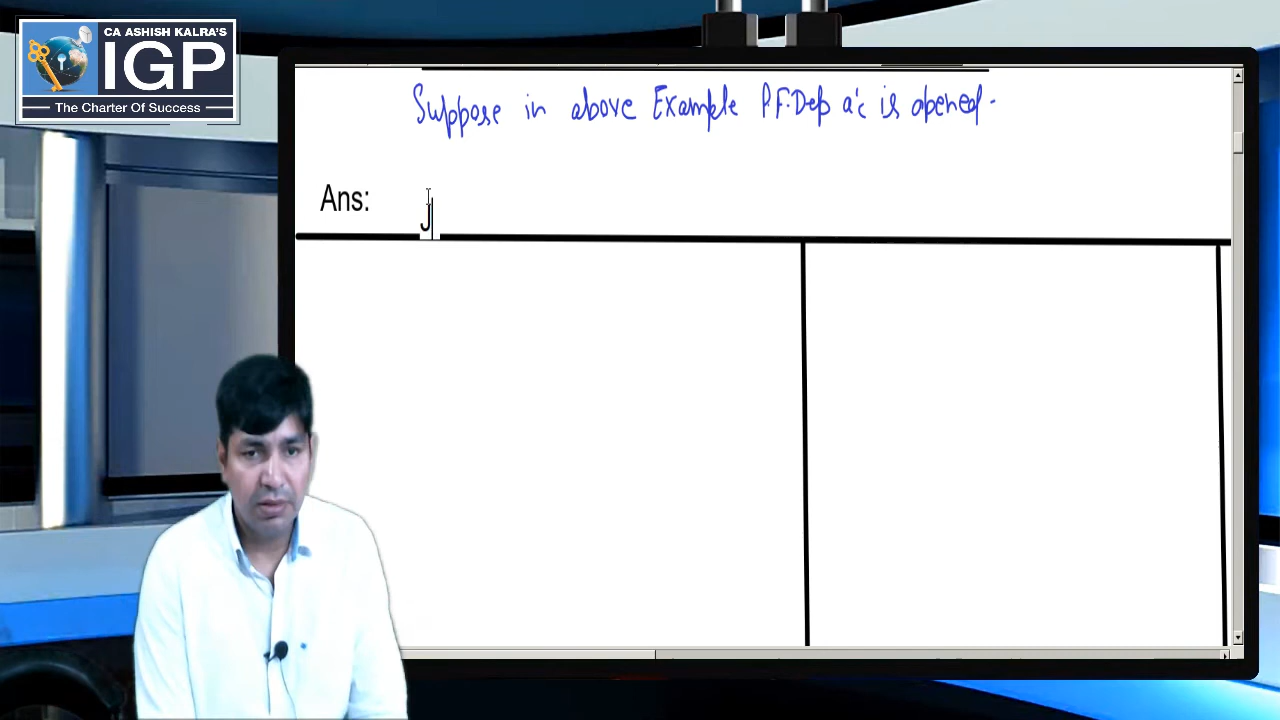 CA ASHISH KALRA'S
IGP
The Charter Of Success
Suppose in above Example P.F.Dep a/c is opened.
Ans:
J